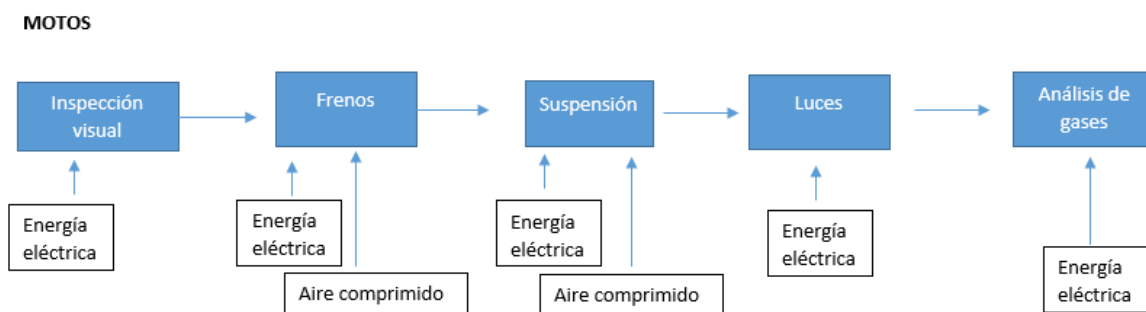 MOTOS
Inspección
visual
Frenos
Suspensión
Luces
Análisis de
gases
Energía
eléctrica
Energía
eléctrica
Aire comprimido
Energía
eléctrica
Aire comprimido
Energía
eléctrica
Energía
eléctrica